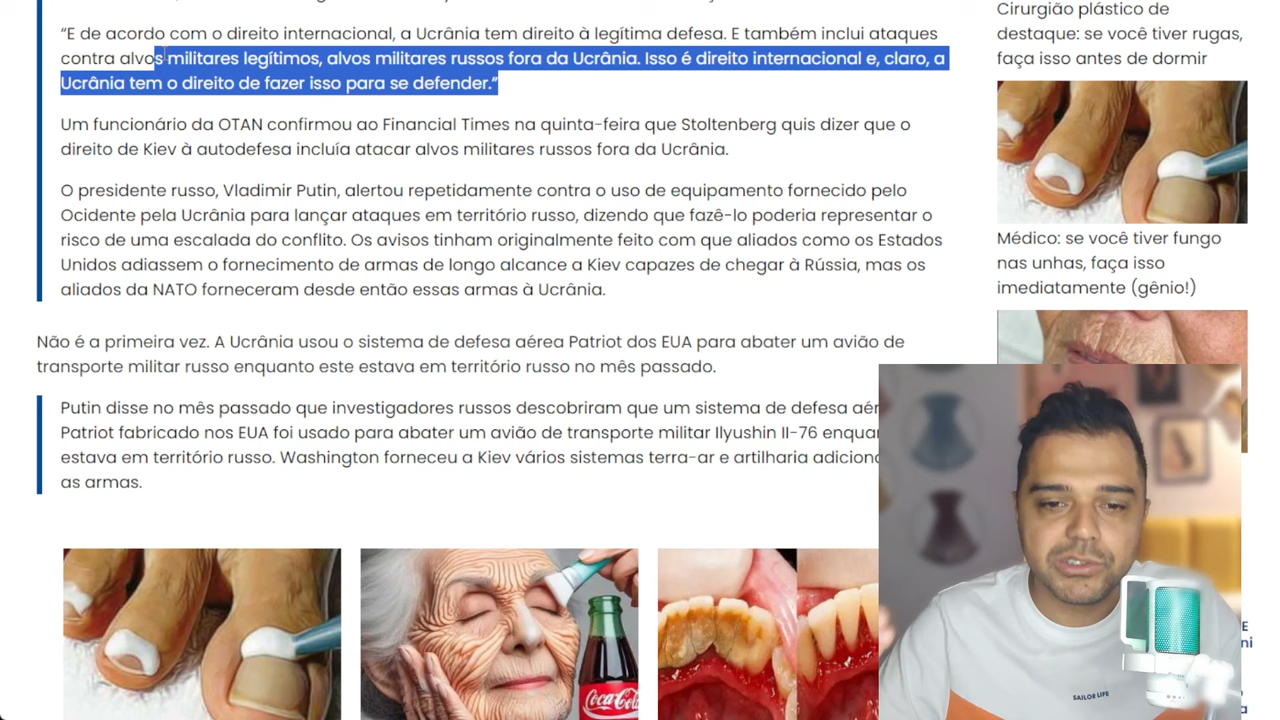 “E de acordo com o direito internacional, a Ucrânia tem direito à legítima defesa. E também inclui ataques
contra alvos militares legítimos, alvos militares russos fora da Ucrânia. Isso é direito internacional e, claro, a
Ucrânia tem o direito de fazer isso para se defender.”
Um funcionário da OTAN confirmou ao Financial Times na quinta-feira que Stoltenberg quis dizer que o
direito de Kiev à autodefesa incluía atacar alvos militares russos fora da Ucrânia.
O presidente russo, Vladimir Putin, alertou repetidamente contra o uso de equipamento fornecido pelo
Ocidente pela Ucrânia para lançar ataques em território russo, dizendo que fazê-lo poderia representar o
risco de uma escalada do conflito. Os avisos tinham originalmente feito com que aliados como os Estados
Unidos adiassem o fornecimento de armas de longo alcance a Kiev capazes de chegar à Rússia, mas os
aliados da NATO forneceram desde então essas armas à Ucrânia.
Não é a primeira vez. A Ucrânia usou o sistema de defesa aérea Patriot dos EUA para abater um avião de
transporte militar russo enquanto este estava em território russo no mês passado.
Putin disse no mês passado que investigadores russos descobriram que um sistema de defesa
Patriot fabricado nos EUA foi usado para abater um avião de transporte militar Ilyushin II-76
estava em território russo. Washington forneceu a Kiev vários sistemas terra-ar e artilharia
as armas.
Cirurgião plástico de
destaque: se você tiver rugas,
faça isso antes de dormir
Médico: se você tiver fungo
nas unhas, faça isso
imediatamente (gênio!)
Coca-Cola
SAILOR LIFE